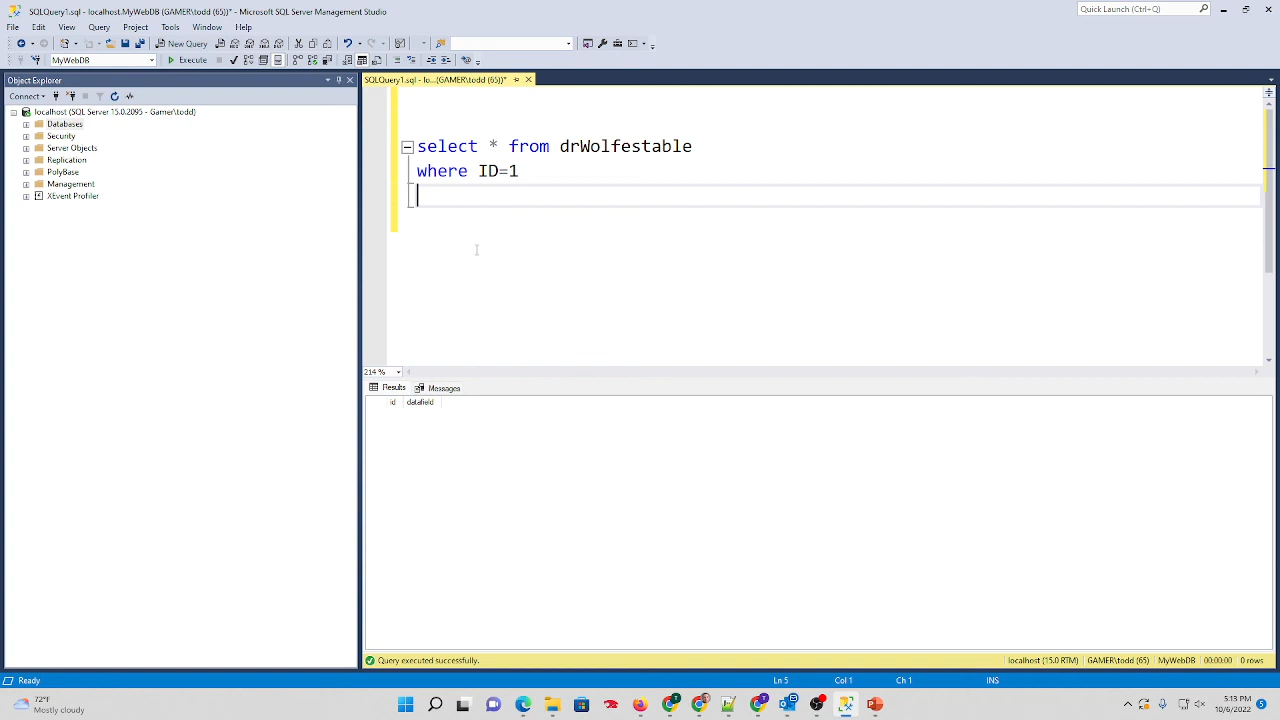 SQLQuery1.sql - localhost.MyWebDB (GAMER\todd (65))* - Microsoft SQL Server Management Studio
Quick Launch (Ctrl+Q)
File Edit View Query Project Tools Window Help
New Query
MyWebDB Execute
Object Explorer
SQLQuery1.sql - lo...(GAMER\todd (65))*
Connect
localhost (SQL Server 15.0.2095 - Gamer\todd)
Databases
Security
Server Objects
Replication
PolyBase
Management
XEvent Profiler
select * from drWolfestable
where ID=1
214 %
Results Messages
id datafield
Query executed successfully.
localhost (15.0 RTM) GAMER\todd (65) MyWebDB 00:00:00 0 rows
Ready Ln 5 Col 1 Ch 1 INS
72°F
Mostly cloudy
5:13 PM
10/6/2022